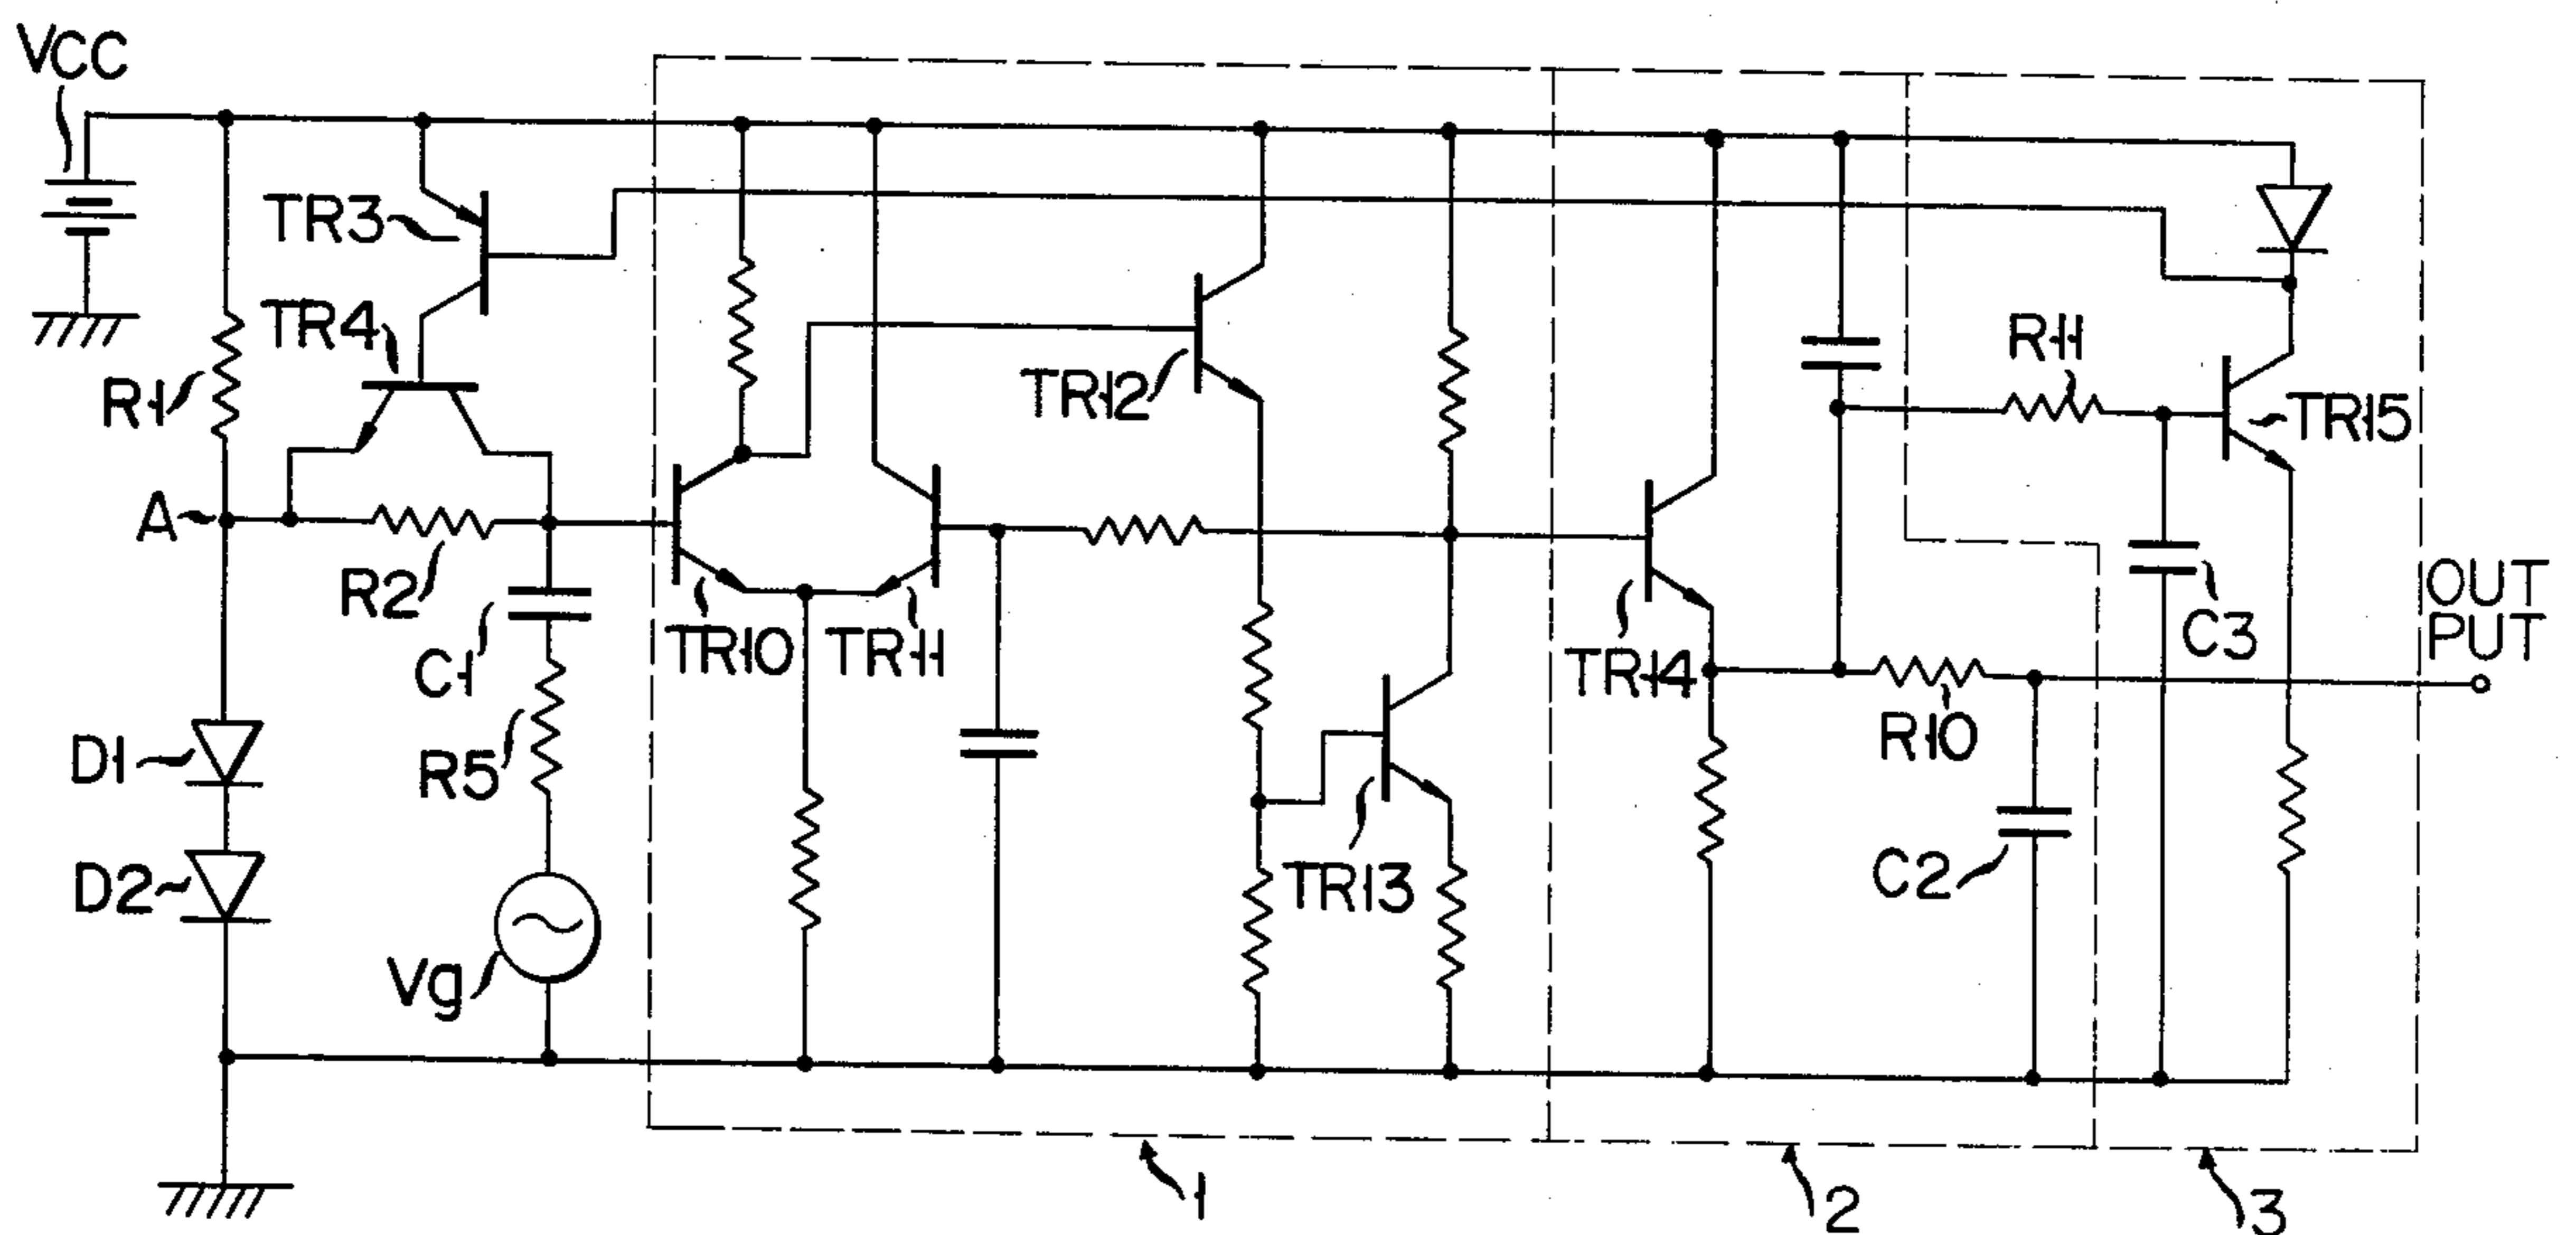 VCC
TR3
TR4
R1
A
R2
C1
R5
D1
D2
Vg
TR10
TR11
TR12
TR13
TR14
R11
TR15
C3
R10
C2
OUT
PUT
1
2
3